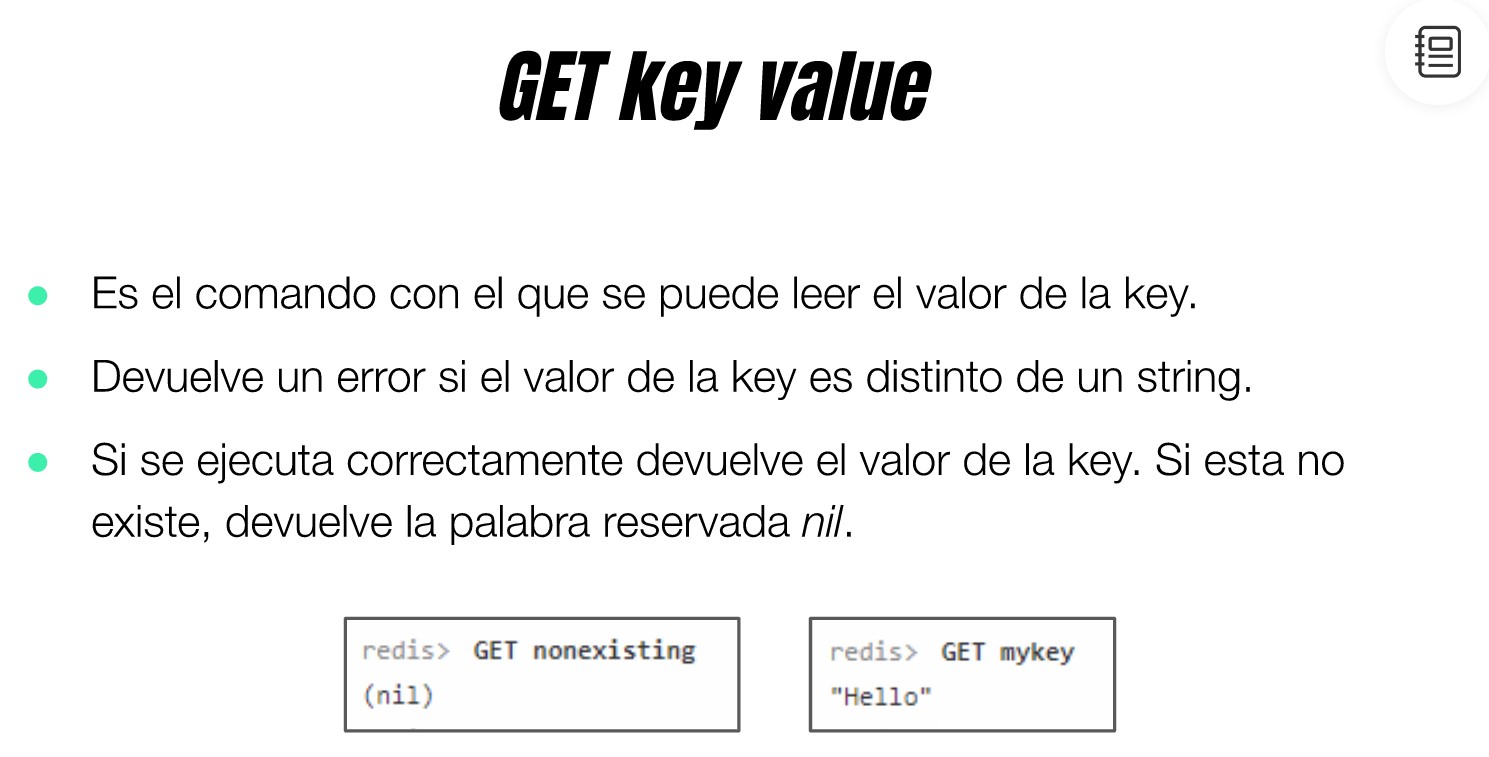 GET key value
Es el comando con el que se puede leer el valor de la key.
Devuelve un error si el valor de la key es distinto de un string.
Si se ejecuta correctamente devuelve el valor de la key. Si esta no
existe, devuelve la palabra reservada nil.
redis> GET nonexisting
(nil)
redis> GET mykey
"Hello"